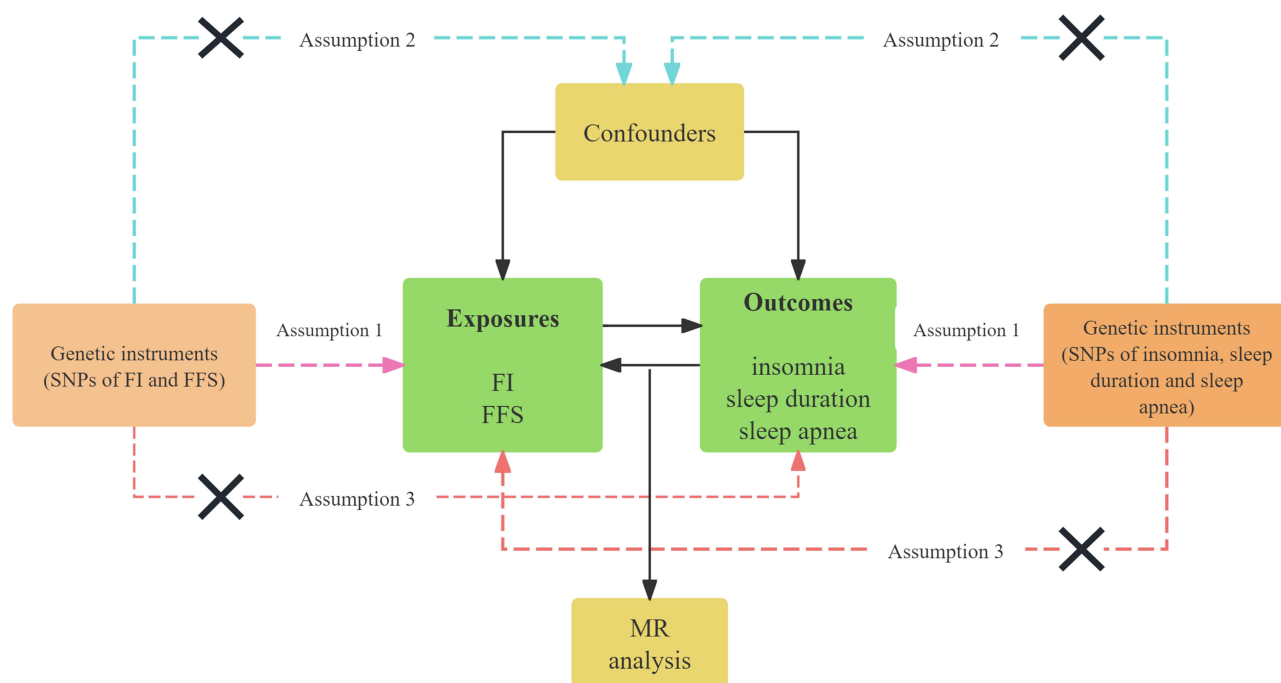 Assumption 2
Assumption 2
Confounders
Exposures
FI
FFS
Outcomes
insomnia
sleep duration
sleep apnea
Assumption 1
Assumption 1
Genetic instruments
(SNPs of FI and FFS)
Genetic instruments
(SNPs of insomnia, sleep
duration and sleep
apnea)
Assumption 3
Assumption 3
MR
analysis